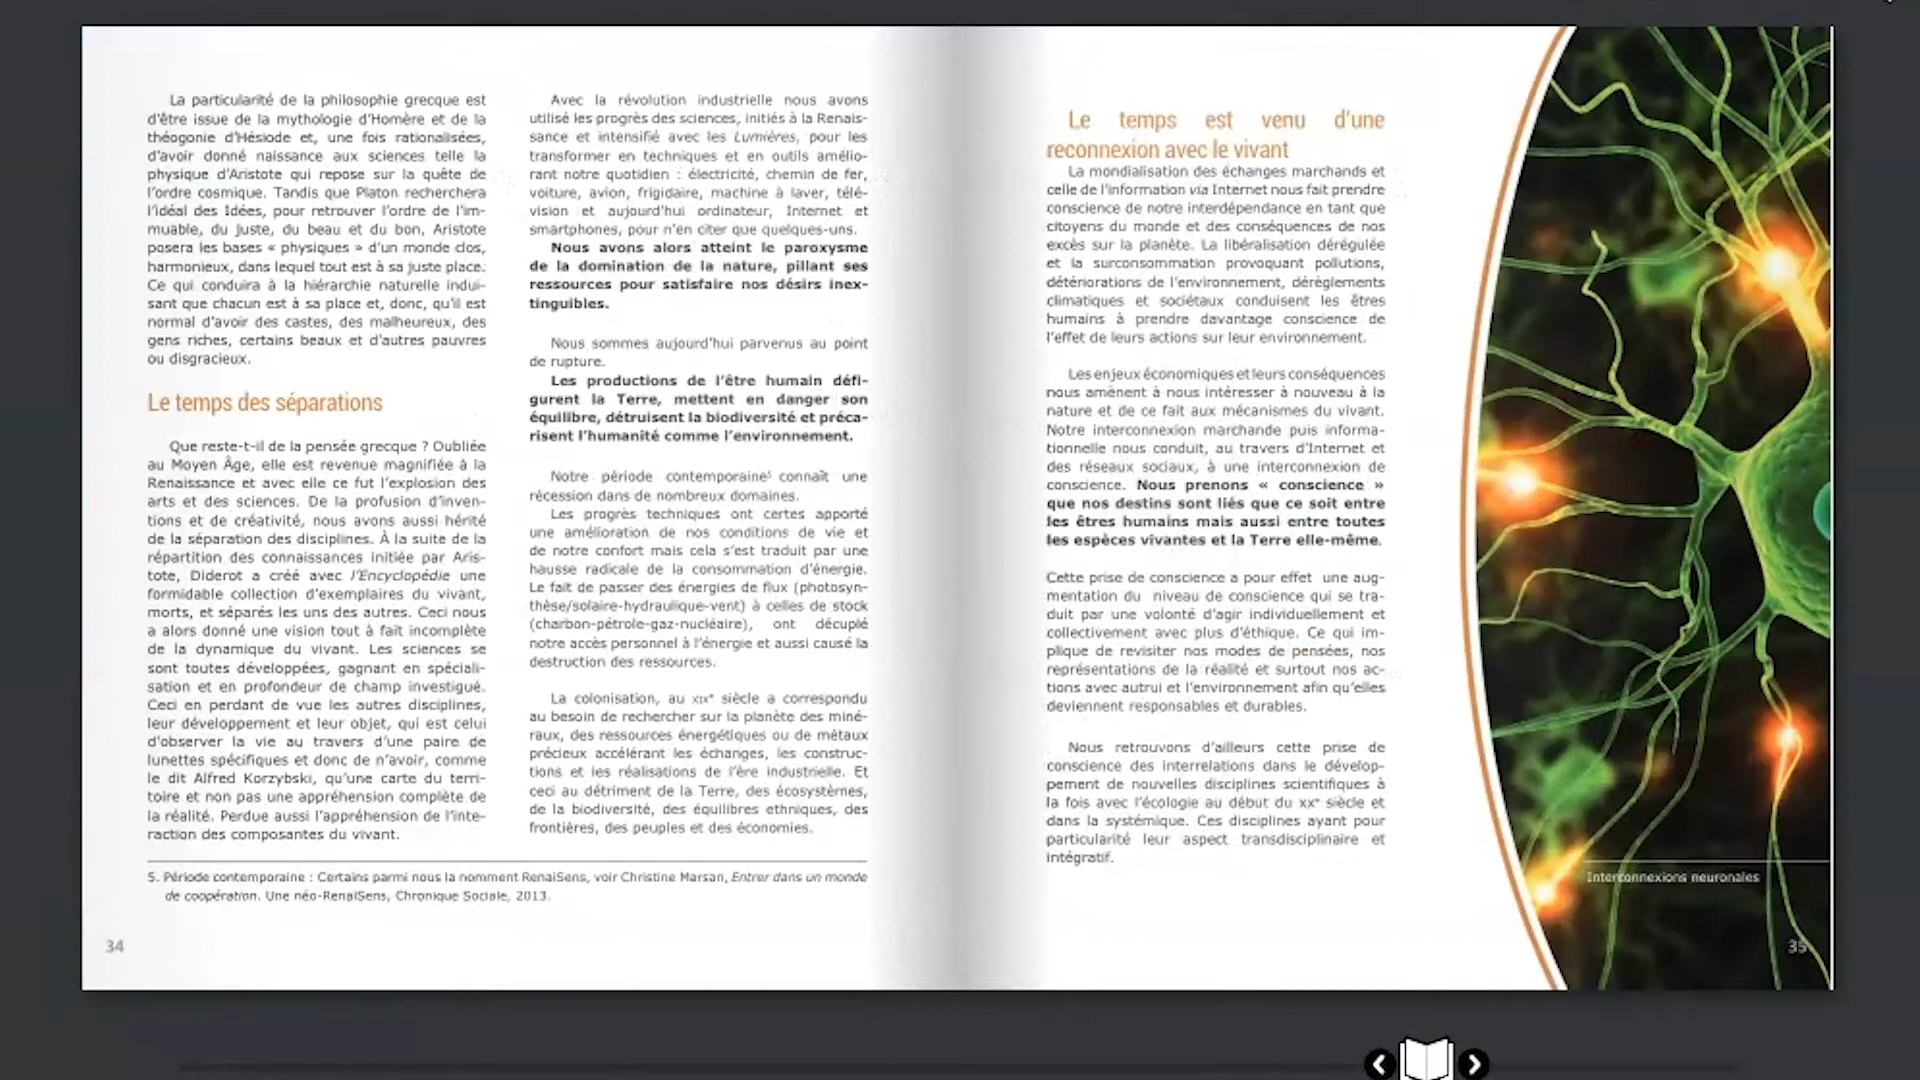 La particularité de la philosophie grecque est
d'être issue de la mythologie d'Homère et de la
théogonie d'Hésiode et, une fois rationalisées,
d'avoir donné naissance aux sciences telle la
physique d'Aristote qui repose sur la quête de
l'ordre cosmique. Tandis que Platon recherchera
l'idéal des Idées, pour retrouver l'ordre de l'im-
muable, du juste, du beau et du bon, Aristote
posera les bases « physiques » d'un monde clos,
harmonieux, dans lequel tout est à sa juste place.
Ce qui conduira à la hiérarchie naturelle indui-
sant que chacun est à sa place et, donc, qu'il est
normal d'avoir des castes, des malheureux, des
gens riches, certains beaux et d'autres pauvres
ou disgracieux.
Le temps des séparations
Que reste-t-il de la pensée grecque ? Oubliée
au Moyen Âge, elle est revenue magnifiée à la
Renaissance et avec elle ce fut l'explosion des
arts et des sciences. De la profusion d'inven-
tions et de créativité, nous avons aussi hérité
de la séparation des disciplines. À la suite de la
répartition des connaissances initiée par Aris-
tote, Diderot a créé avec l'Encyclopédie une
formidable collection d'exemplaires du vivant,
morts, et séparés les uns des autres. Ceci nous
a alors donné une vision tout à fait incomplète
de la dynamique du vivant. Les sciences se
sont toutes développées, gagnant en spéciali-
sation et en profondeur de champ investigué.
Ceci en perdant de vue les autres disciplines,
leur développement et leur objet, qui est celui
d'observer la vie au travers d'une paire de
lunettes spécifiques et donc de n'avoir, comme
le dit Alfred Korzybski, qu'une carte du terri-
toire et non pas une appréhension complète de
la réalité. Perdue aussi l'appréhension de l'inte-
raction des composantes du vivant.
Avec la révolution industrielle nous avons
utilisé les progrès des sciences, initiés à la Renais-
sance et intensifié avec les Lumières, pour les
transformer en techniques et en outils amélio-
rant notre quotidien : électricité, chemin de fer,
voiture, avion, frigidaire, machine à laver, télé-
vision et aujourd'hui ordinateur, Internet et
smartphones, pour n'en citer que quelques-uns.
Nous avons alors atteint le paroxysme
de la domination de la nature, pillant ses
ressources pour satisfaire nos désirs inex-
tinguibles.
Nous sommes aujourd'hui parvenus au point
de rupture.
Les productions de l'être humain défi-
gurent la Terre, mettent en danger son
équilibre, détruisent la biodiversité et préca-
risent l'humanité comme l'environnement.
Notre période contemporaine⁵ connaît une
récession dans de nombreux domaines.
Les progrès techniques ont certes apporté
une amélioration de nos conditions de vie et
de notre confort mais cela s'est traduit par une
hausse radicale de la consommation d'énergie.
Le fait de passer des énergies de flux (photosyn-
thèse/solaire-hydraulique-vent) à celles de stock
(charbon-pétrole-gaz-nucléaire), ont décuplé
notre accès personnel à l'énergie et aussi causé la
destruction des ressources.
La colonisation, au XIXᵉ siècle a correspondu
au besoin de rechercher sur la planète des miné-
raux, des ressources énergétiques ou de métaux
précieux accélérant les échanges, les construc-
tions et les réalisations de l'ère industrielle. Et
ceci au détriment de la Terre, des écosystèmes,
de la biodiversité, des équilibres ethniques, des
frontières, des peuples et des économies.
5. Période contemporaine : Certains parmi nous la nomment RenaiSens, voir Christine Marsan, Entrer dans un monde
de coopération. Une néo-RenaiSens, Chronique Sociale, 2013.
34
Le temps est venu d'une
reconnexion avec le vivant
La mondialisation des échanges marchands et
celle de l'information via Internet nous fait prendre
conscience de notre interdépendance en tant que
citoyens du monde et des conséquences de nos
excès sur la planète. La libéralisation dérégulée
et la surconsommation provoquant pollutions,
détériorations de l'environnement, dérèglements
climatiques et sociétaux conduisent les êtres
humains à prendre davantage conscience de
l'effet de leurs actions sur leur environnement.
Les enjeux économiques et leurs conséquences
nous amènent à nous intéresser à nouveau à la
nature et de ce fait aux mécanismes du vivant.
Notre interconnexion marchande puis informa-
tionnelle nous conduit, au travers d'Internet et
des réseaux sociaux, à une interconnexion de
conscience. Nous prenons « conscience »
que nos destins sont liés que ce soit entre
les êtres humains mais aussi entre toutes
les espèces vivantes et la Terre elle-même.
Cette prise de conscience a pour effet une aug-
mentation du niveau de conscience qui se tra-
duit par une volonté d'agir individuellement et
collectivement avec plus d'éthique. Ce qui im-
plique de revisiter nos modes de pensées, nos
représentations de la réalité et surtout nos ac-
tions avec autrui et l'environnement afin qu'elles
deviennent responsables et durables.
Nous retrouvons d'ailleurs cette prise de
conscience des interrelations dans le dévelop-
pement de nouvelles disciplines scientifiques à
la fois avec l'écologie au début du XXᵉ siècle et
dans la systémique. Ces disciplines ayant pour
particularité leur aspect transdisciplinaire et
intégratif.
Interconnexions neuronales
35